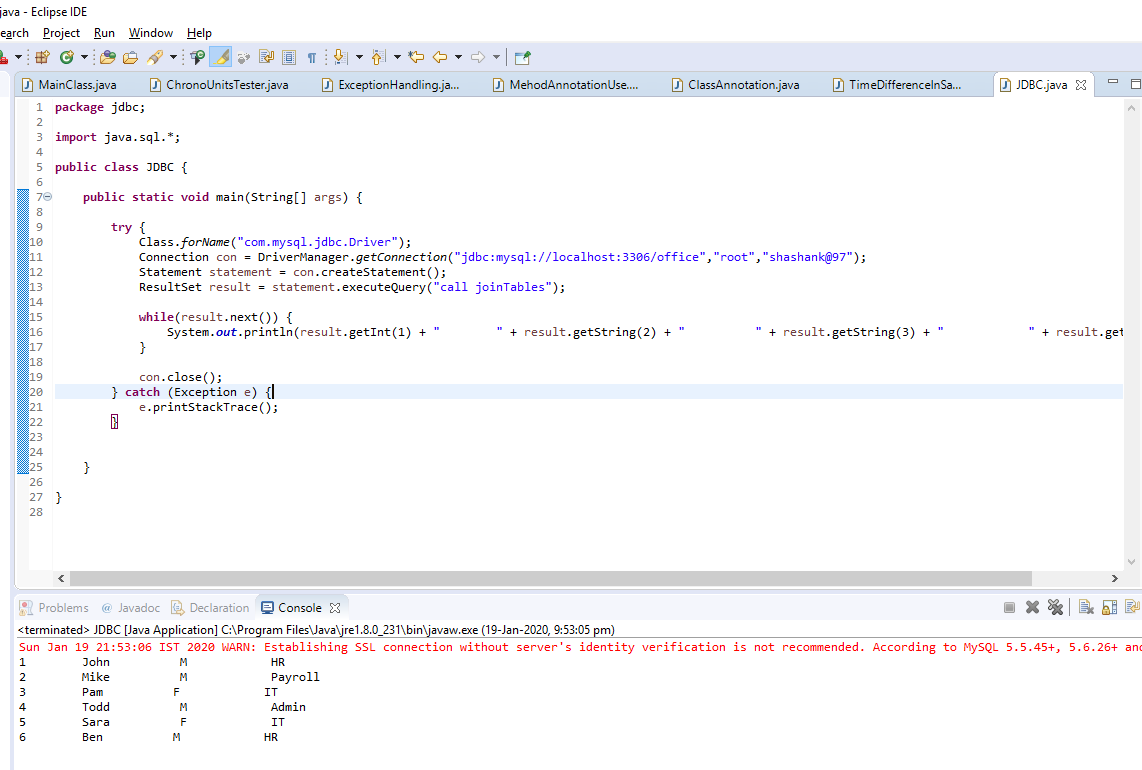 java - Eclipse IDE
earch Project Run Window Help
MainClass.java ChronoUnitsTester.java ExceptionHandling.ja... MehodAnnotationUse.... ClassAnnotation.java TimeDifferenceInSa... JDBC.java
1 package jdbc;
2
3 import java.sql.*;
4
5 public class JDBC {
6
7 public static void main(String[] args) {
8
9 try {
10 Class.forName("com.mysql.jdbc.Driver");
11 Connection con = DriverManager.getConnection("jdbc:mysql://localhost:3306/office","root","shashank@97");
12 Statement statement = con.createStatement();
13 ResultSet result = statement.executeQuery("call joinTables");
14
15 while(result.next()) {
16 System.out.println(result.getInt(1) + "        " + result.getString(2) + "          " + result.getString(3) + "            " + result.get
17 }
18
19 con.close();
20 } catch (Exception e) {
21 e.printStackTrace();
22 }
23
24
25 }
26
27 }
28
Problems @ Javadoc Declaration Console
<terminated> JDBC [Java Application] C:\Program Files\Java\jre1.8.0_231\bin\javaw.exe (19-Jan-2020, 9:53:05 pm)
Sun Jan 19 21:53:06 IST 2020 WARN: Establishing SSL connection without server's identity verification is not recommended. According to MySQL 5.5.45+, 5.6.26+ and
1 John M HR
2 Mike M Payroll
3 Pam F IT
4 Todd M Admin
5 Sara F IT
6 Ben M HR